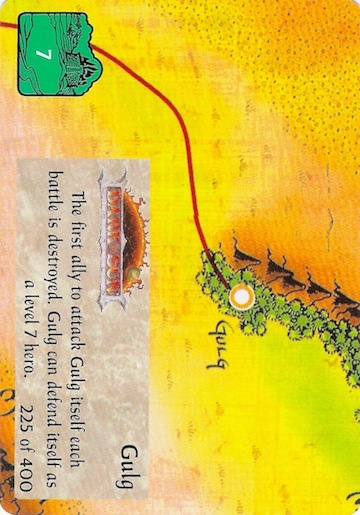 7
GULG
DARK SUN
Gulg
The first ally to attack Gulg itself each
battle is destroyed. Gulg can defend itself as
a level 7 hero. 225 of 400